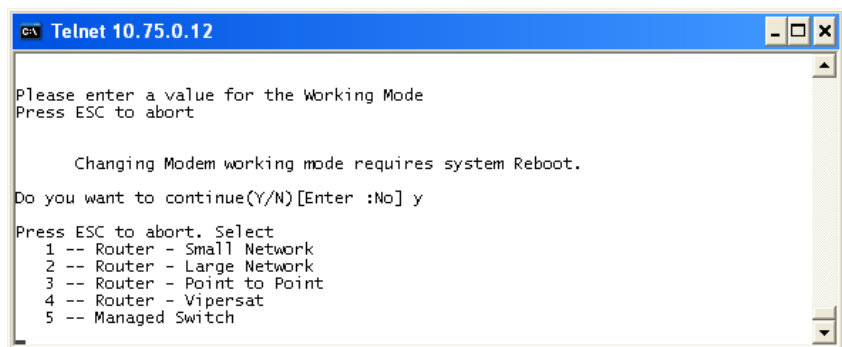 Telnet 10.75.0.12
Please enter a value for the Working Mode
Press ESC to abort
Changing Modem working mode requires system Reboot.
Do you want to continue(Y/N)[Enter :No] y
Press ESC to abort. Select
1 -- Router - Small Network
2 -- Router - Large Network
3 -- Router - Point to Point
4 -- Router - Vipersat
5 -- Managed Switch